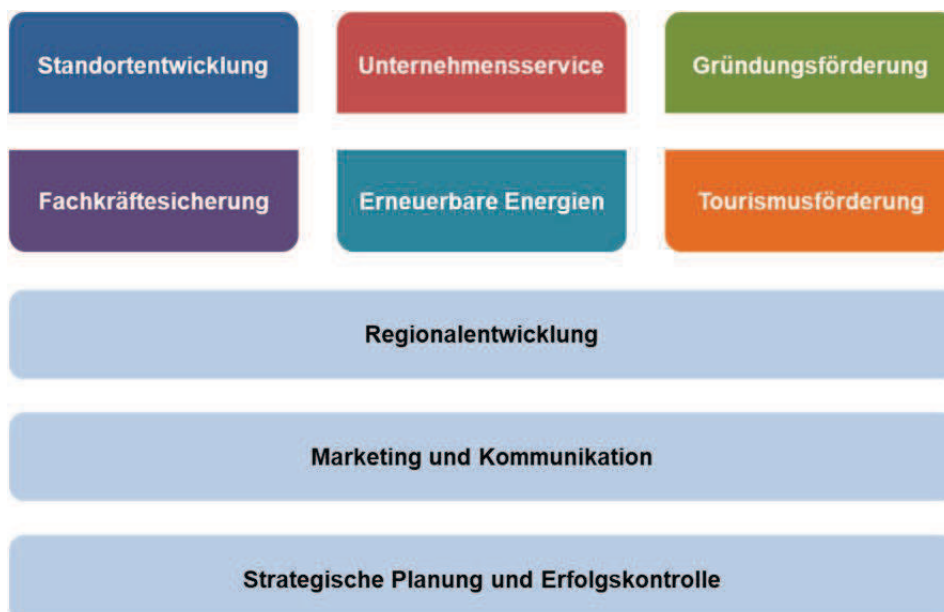 Standortentwicklung
Unternehmensservice
Gründungsförderung
Fachkräftesicherung
Erneuerbare Energien
Tourismusförderung
Regionalentwicklung
Marketing und Kommunikation
Strategische Planung und Erfolgskontrolle